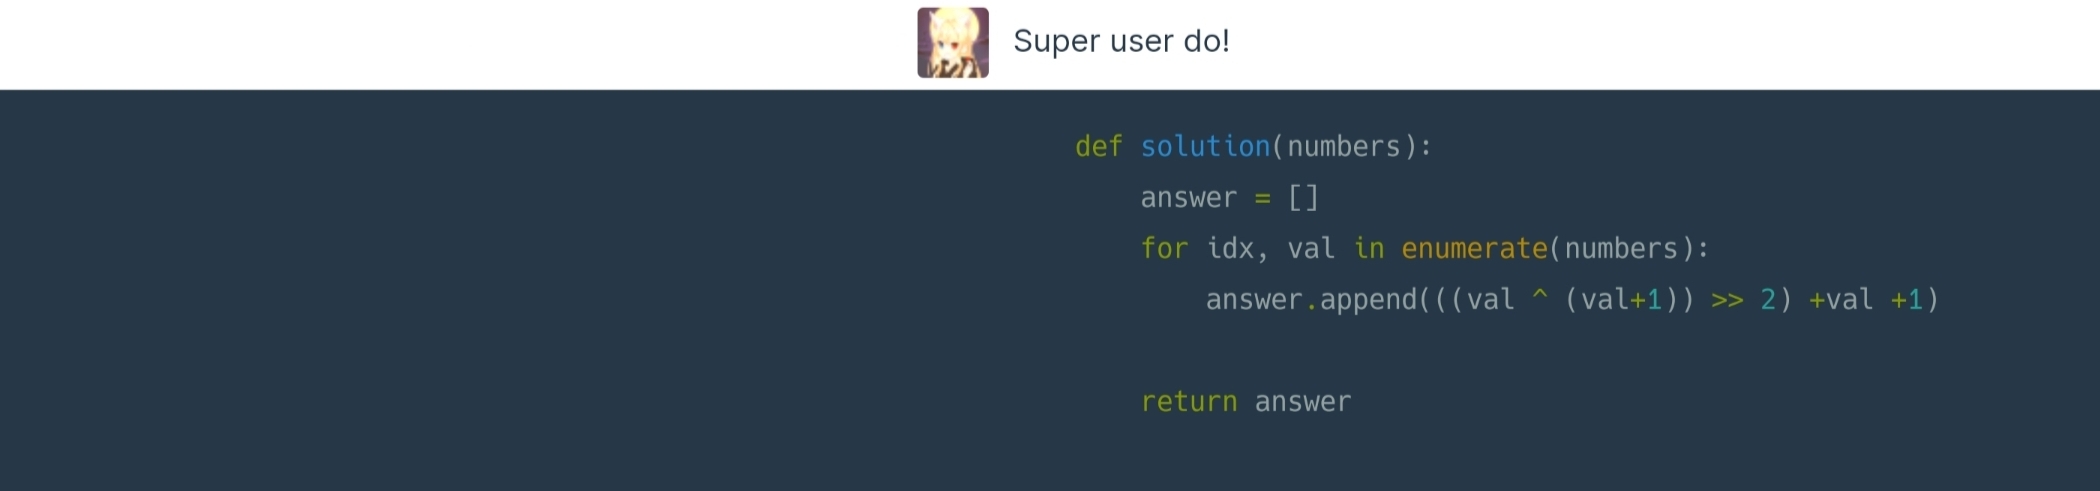 Super user do!
def solution(numbers):
    answer = []
    for idx, val in enumerate(numbers):
        answer.append(((val ^ (val+1)) >> 2) +val +1)
    return answer